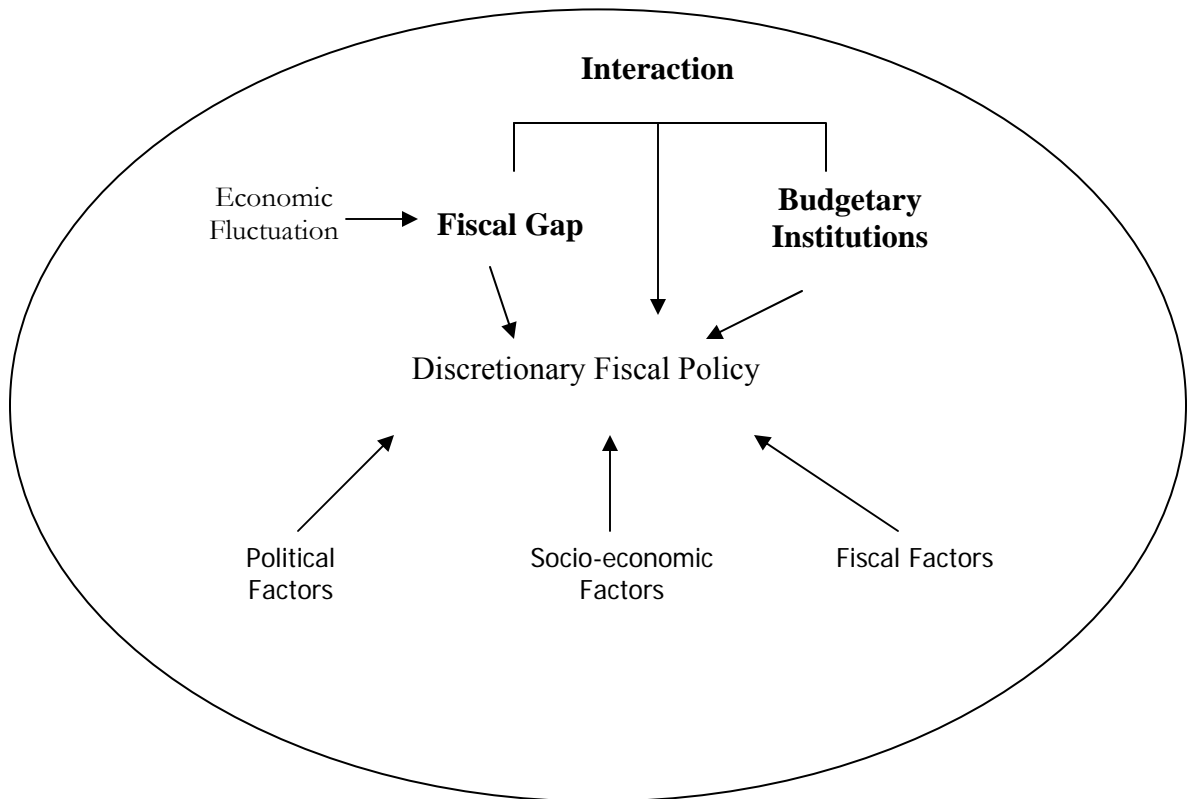 Interaction
Economic
Fluctuation
Fiscal Gap
Budgetary
Institutions
Discretionary Fiscal Policy
Political
Factors
Socio-economic
Factors
Fiscal Factors